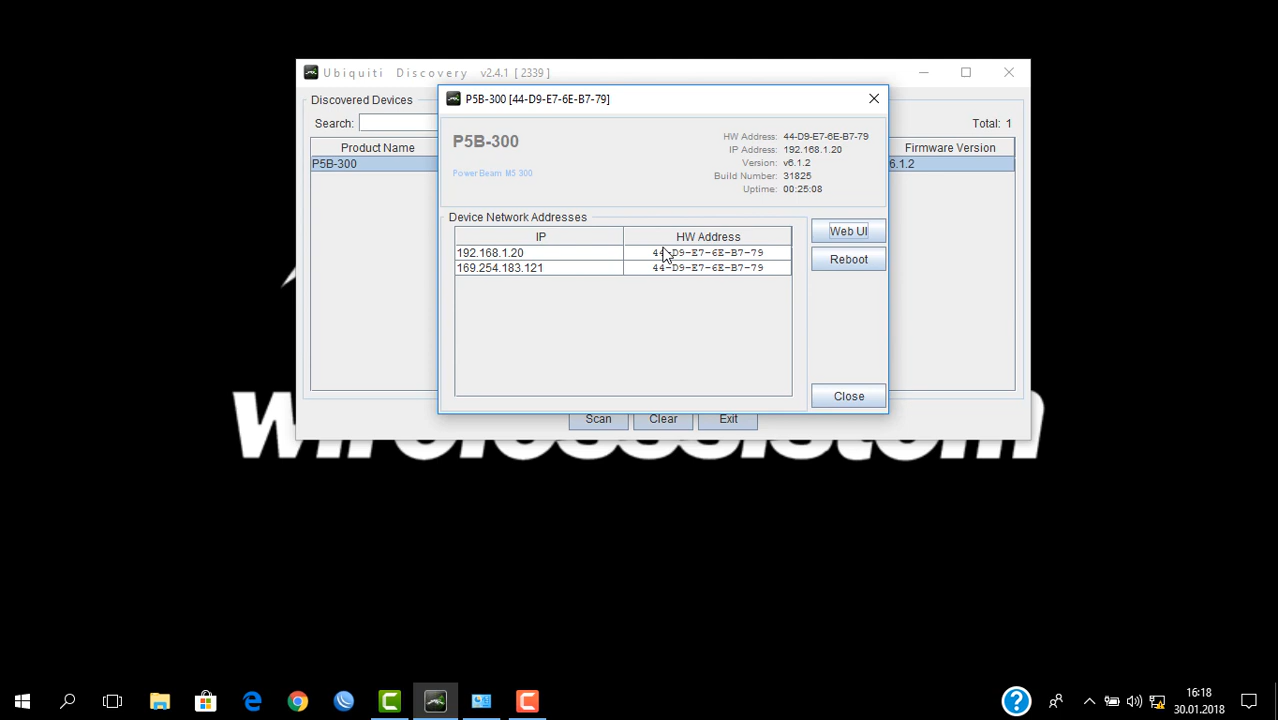 Ubiquiti Discovery v2.4.1 [ 2339 ]
Discovered Devices
Search:
Total: 1
Product Name
Firmware Version
P5B-300
6.1.2
P5B-300 [44-D9-E7-6E-B7-79]
P5B-300
PowerBeam M5 300
HW Address: 44-D9-E7-6E-B7-79
IP Address: 192.168.1.20
Version: v6.1.2
Build Number: 31825
Uptime: 00:25:08
Device Network Addresses
IP HW Address
192.168.1.20 44-D9-E7-6E-B7-79
169.254.183.121 44-D9-E7-6E-B7-79
Web UI
Reboot
Close
Scan Clear Exit
16:18
30.01.2018